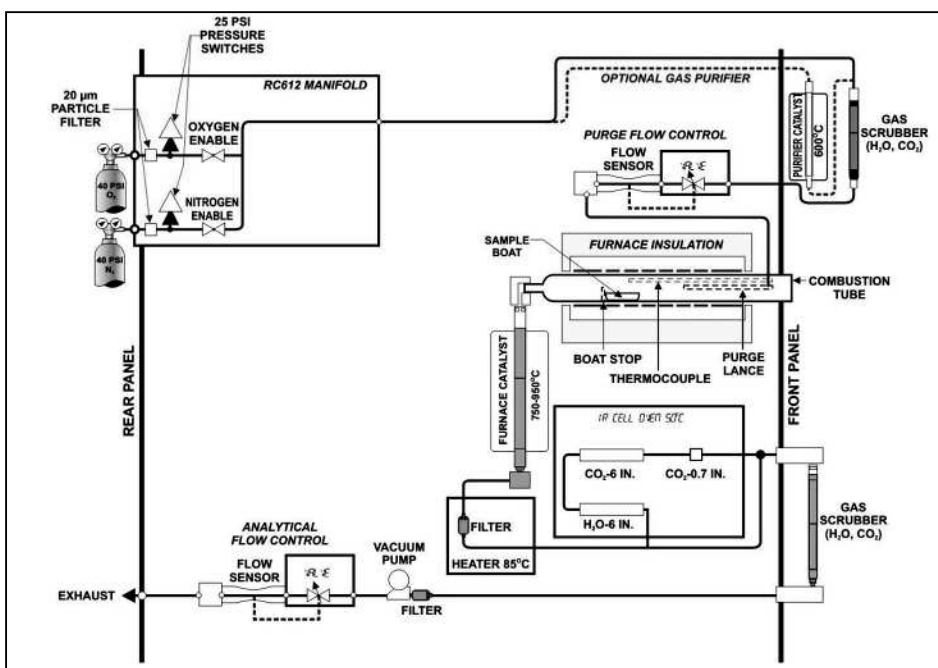 25 PSI
PRESSURE
SWITCHES
RC612 MANIFOLD
20 µm
PARTICLE
FILTER
OXYGEN
ENABLE
40 PSI
O₂
NITROGEN
ENABLE
40 PSI
N₂
OPTIONAL GAS PURIFIER
PURIFIER CATALYST
600°C
GAS
SCRUBBER
(H₂O, CO₂)
PURGE FLOW CONTROL
FLOW
SENSOR
SAMPLE
BOAT
FURNACE INSULATION
COMBUSTION
TUBE
BOAT STOP
THERMOCOUPLE
PURGE
LANCE
REAR PANEL
FRONT PANEL
FURNACE CATALYST
750-950°C
IR CELL OVEN 50°C
CO₂-6 IN.
CO₂-0.7 IN.
H₂O-6 IN.
GAS
SCRUBBER
(H₂O, CO₂)
FILTER
HEATER 85°C
ANALYTICAL
FLOW CONTROL
FLOW
SENSOR
VACUUM
PUMP
EXHAUST
FILTER